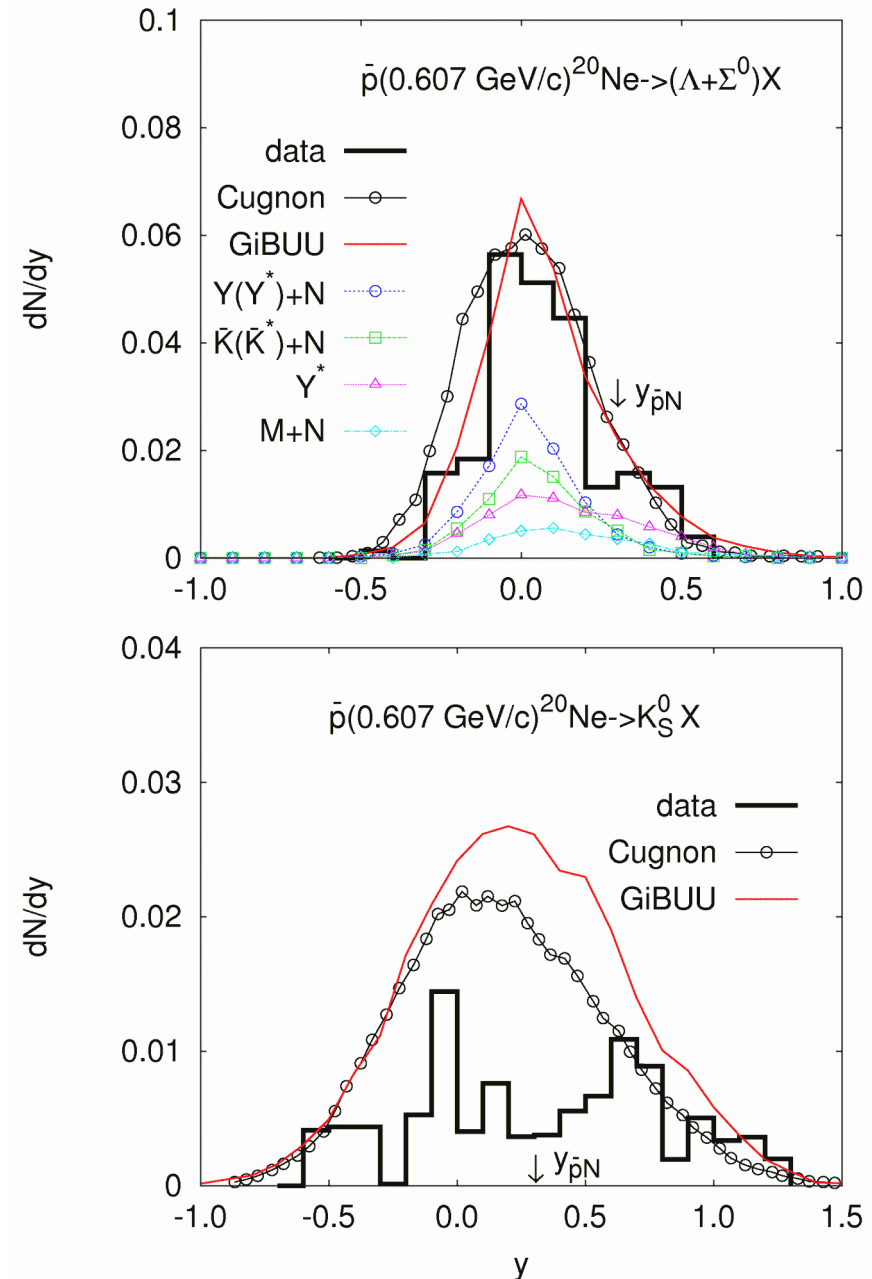 0.1
p̄(0.607 GeV/c)²⁰Ne->(Λ+Σ⁰)X
0.08
data
Cugnon
0.06
GiBUU
dN/dy
Y(Y*)+N
0.04
K̄(K̄*)+N
↓ y_p̄N
Y*
0.02
M+N
0
-1.0 -0.5 0.0 0.5 1.0
0.04
p̄(0.607 GeV/c)²⁰Ne->K⁰_S X
0.03
data
Cugnon
GiBUU
0.02
dN/dy
0.01
↓ y_p̄N
0
-1.0 -0.5 0.0 0.5 1.0 1.5
y